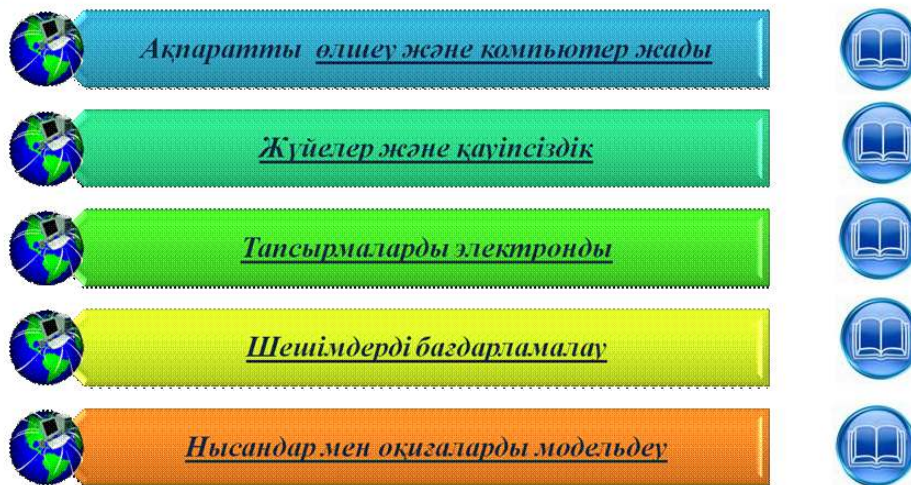 Ақпаратты өлшеу және компьютер жады
Жүйелер және қауіпсіздік
Тапсырмаларды электронды
Шешімдерді бағдарламалау
Нысандар мен оқиғаларды модельдеу